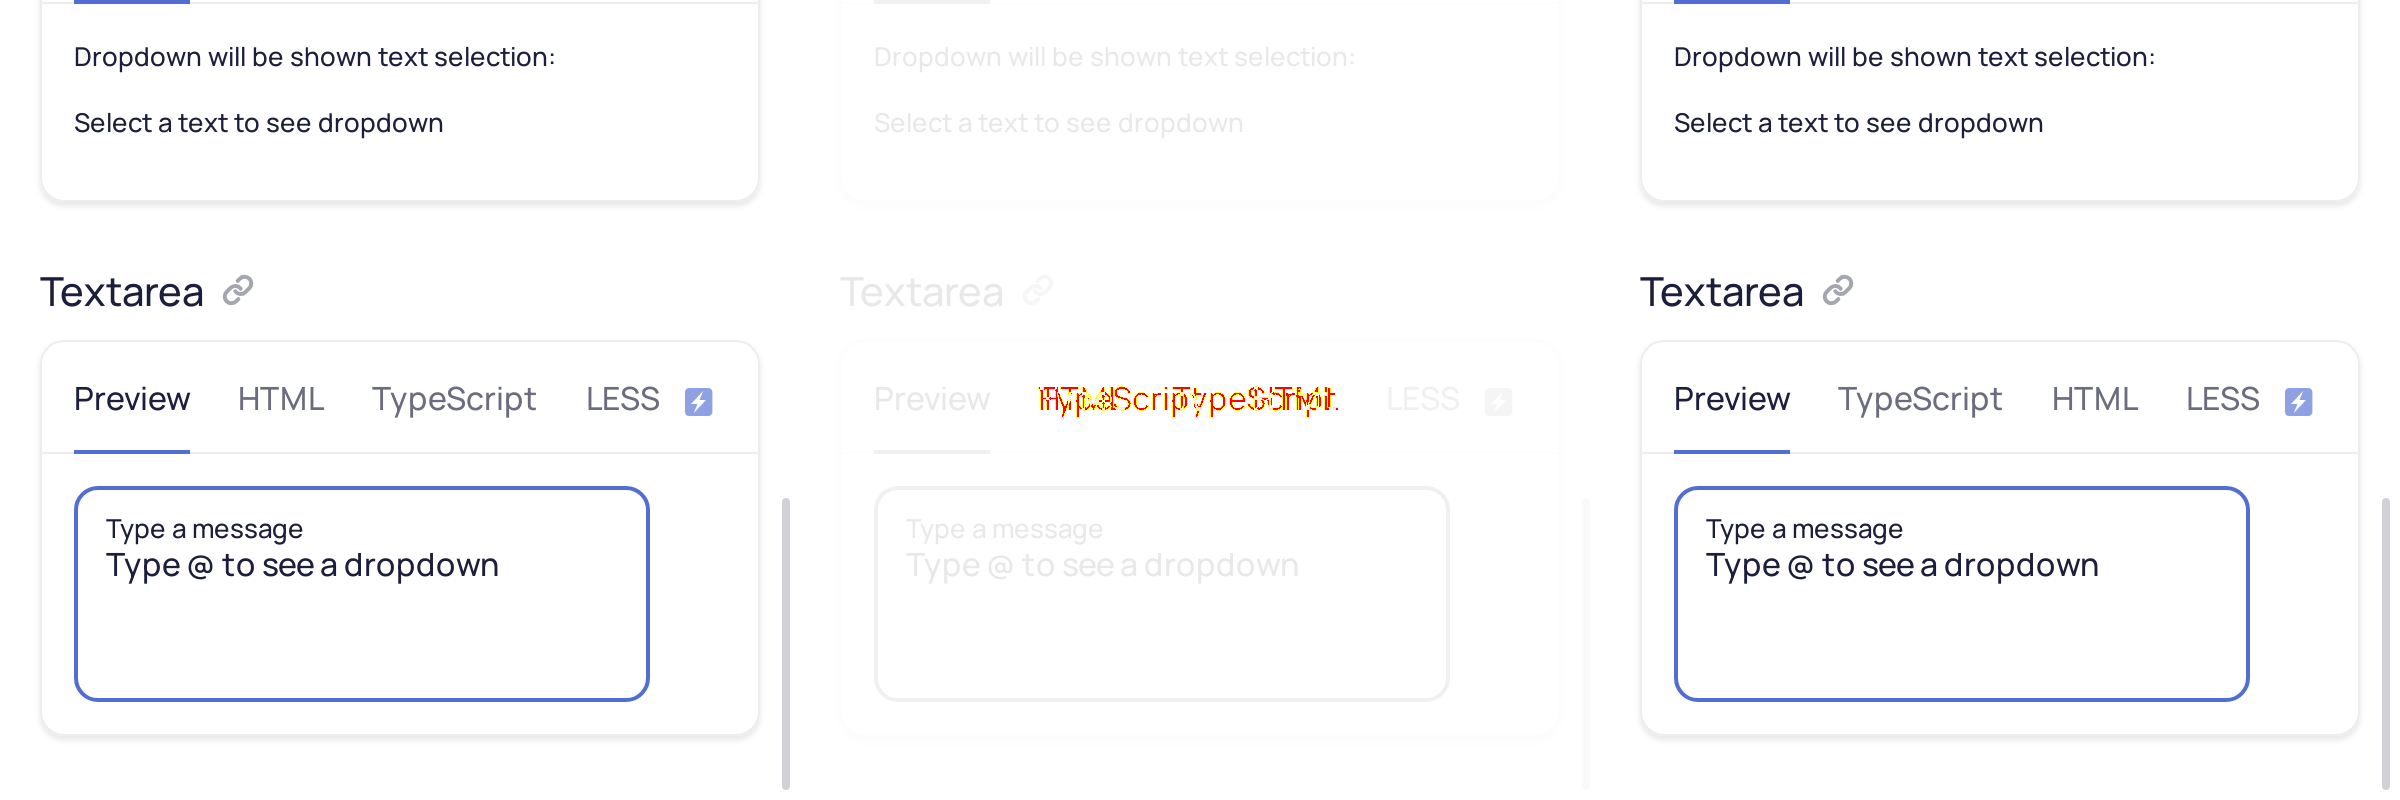 Dropdown will be shown text selection:
Select a text to see dropdown
Textarea
Preview HTML TypeScript LESS
Type a message
Type @ to see a dropdown
Dropdown will be shown text selection:
Select a text to see dropdown
Textarea
Preview LESS
Type a message
Type @ to see a dropdown
Dropdown will be shown text selection:
Select a text to see dropdown
Textarea
Preview TypeScript HTML LESS
Type a message
Type @ to see a dropdown